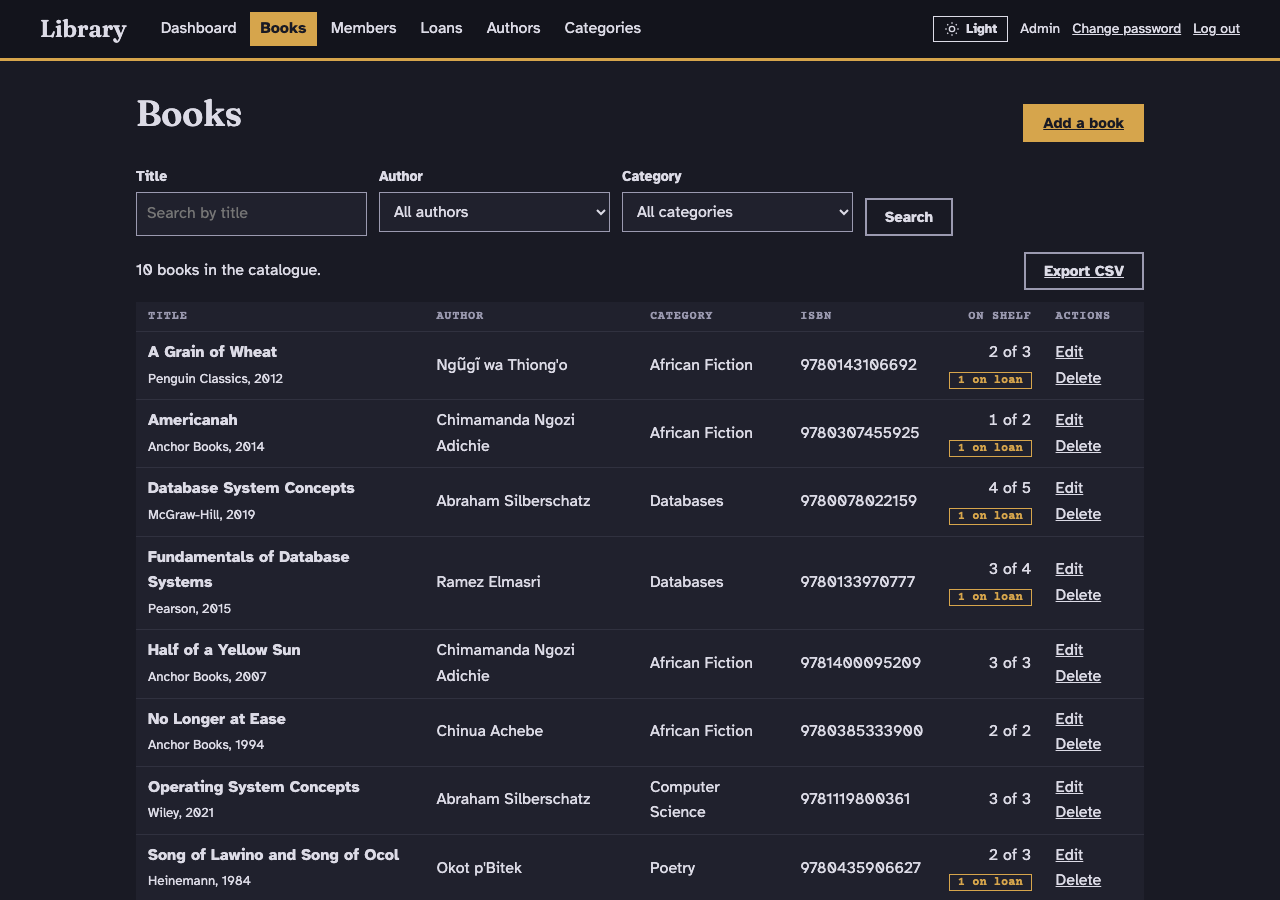 Library Dashboard Books Members Loans Authors Categories Light Admin Change password Log out
Books
Add a book
Title Author Category
Search by title All authors All categories Search
10 books in the catalogue.
Export CSV
TITLE AUTHOR CATEGORY ISBN ON SHELF ACTIONS
A Grain of Wheat
Penguin Classics, 2012
Ngũgĩ wa Thiong'o
African Fiction
9780143106692
2 of 3
1 on loan
Edit
Delete
Americanah
Anchor Books, 2014
Chimamanda Ngozi
Adichie
African Fiction
9780307455925
1 of 2
1 on loan
Edit
Delete
Database System Concepts
McGraw-Hill, 2019
Abraham Silberschatz
Databases
9780078022159
4 of 5
1 on loan
Edit
Delete
Fundamentals of Database
Systems
Pearson, 2015
Ramez Elmasri
Databases
9780133970777
3 of 4
1 on loan
Edit
Delete
Half of a Yellow Sun
Anchor Books, 2007
Chimamanda Ngozi
Adichie
African Fiction
9781400095209
3 of 3
Edit
Delete
No Longer at Ease
Anchor Books, 1994
Chinua Achebe
African Fiction
9780385333900
2 of 2
Edit
Delete
Operating System Concepts
Wiley, 2021
Abraham Silberschatz
Computer
Science
9781119800361
3 of 3
Edit
Delete
Song of Lawino and Song of Ocol
Heinemann, 1984
Okot p'Bitek
Poetry
9780435906627
2 of 3
1 on loan
Edit
Delete